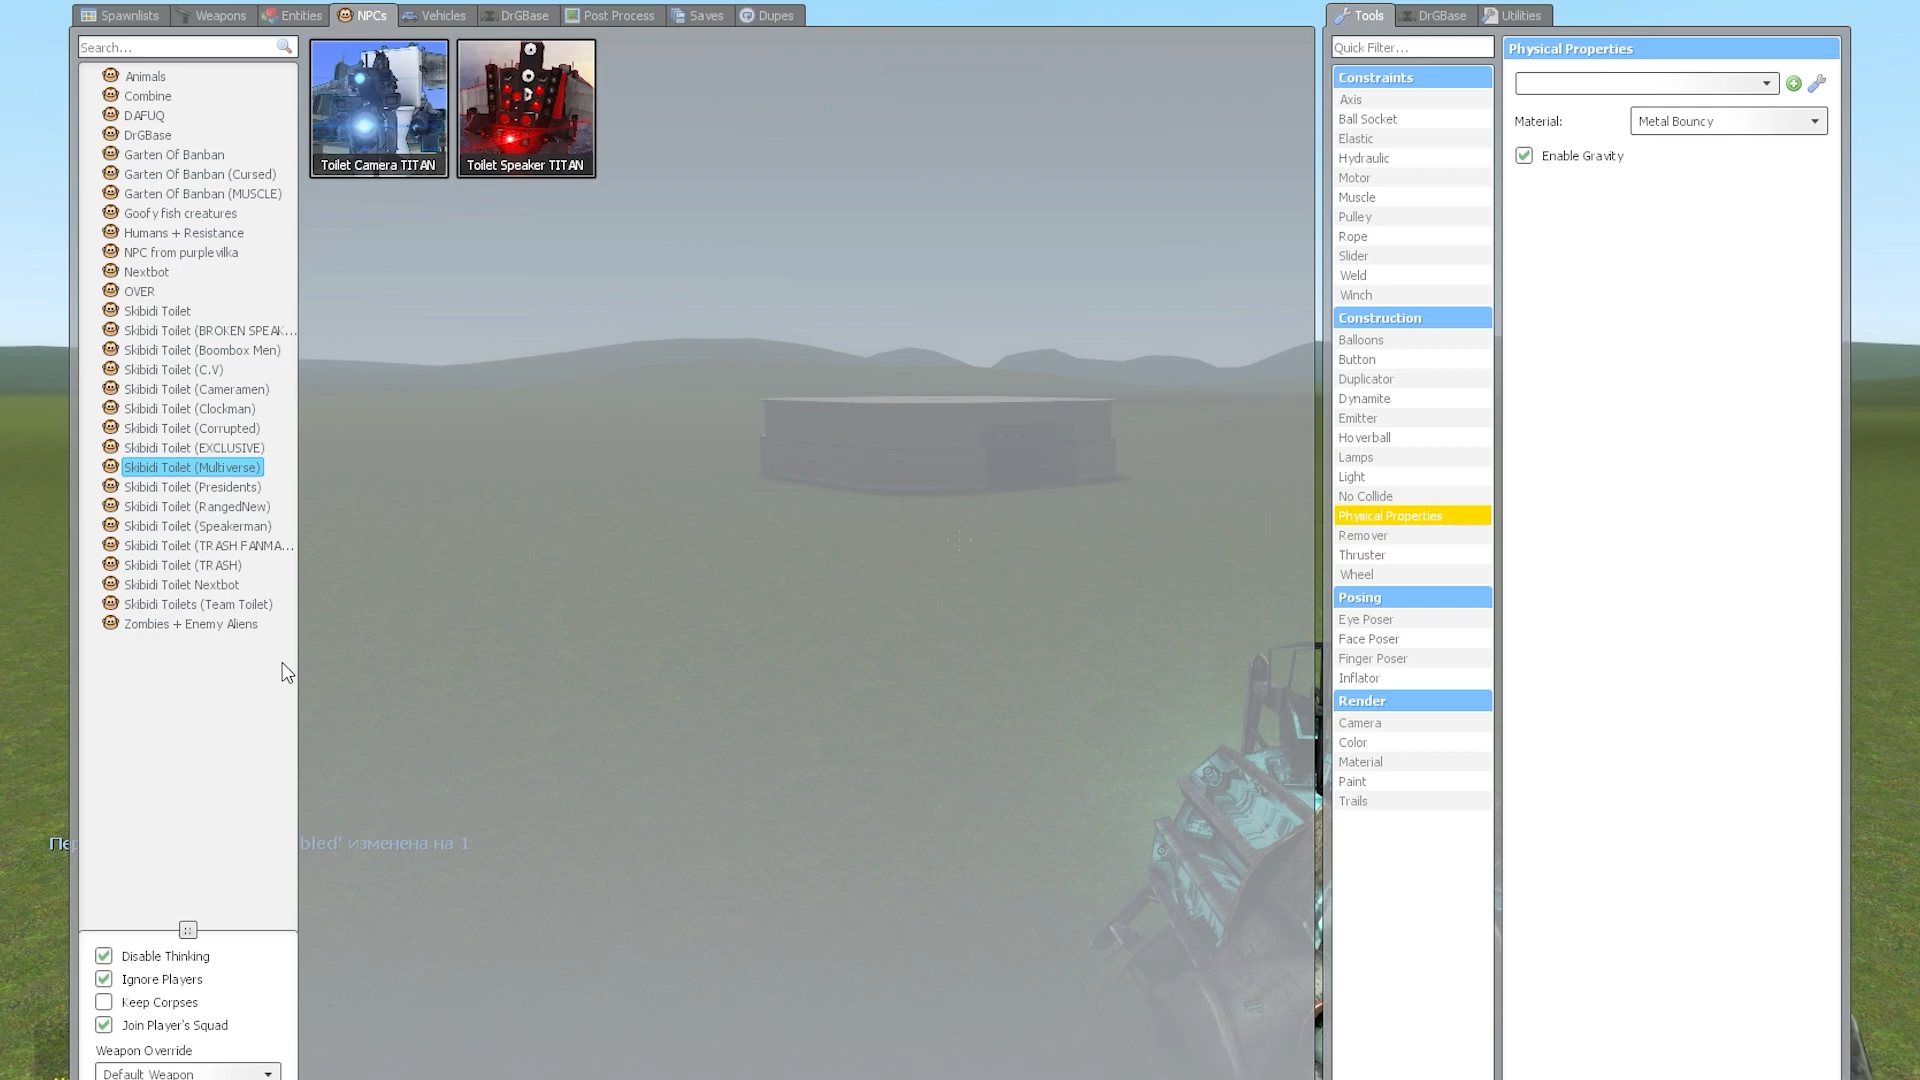 Spawnlists
Weapons
Entities
NPCs
Vehicles
DrGBase
Post Process
Saves
Dupes
Search...
Animals
Combine
DAFUQ
DrGBase
Garten Of Banban
Garten Of Banban (Cursed)
Garten Of Banban (MUSCLE)
Goofy fish creatures
Humans + Resistance
NPC from purplevilka
Nextbot
OVER
Skibidi Toilet
Skibidi Toilet (BROKEN SPEAK...
Skibidi Toilet (Boombox Men)
Skibidi Toilet (C.V)
Skibidi Toilet (Cameramen)
Skibidi Toilet (Clockman)
Skibidi Toilet (Corrupted)
Skibidi Toilet (EXCLUSIVE)
Skibidi Toilet (Multiverse)
Skibidi Toilet (Presidents)
Skibidi Toilet (RangedNew)
Skibidi Toilet (Speakerman)
Skibidi Toilet (TRASH FANMA...
Skibidi Toilet (TRASH)
Skibidi Toilet Nextbot
Skibidi Toilets (Team Toilet)
Zombies + Enemy Aliens
Toilet Camera TITAN
Toilet Speaker TITAN
bled' изменена на 1
Disable Thinking
Ignore Players
Keep Corpses
Join Player's Squad
Weapon Override
Default Weapon
Tools
DrGBase
Utilities
Quick Filter...
Constraints
Axis
Ball Socket
Elastic
Hydraulic
Motor
Muscle
Pulley
Rope
Slider
Weld
Winch
Construction
Balloons
Button
Duplicator
Dynamite
Emitter
Hoverball
Lamps
Light
No Collide
Physical Properties
Remover
Thruster
Wheel
Posing
Eye Poser
Face Poser
Finger Poser
Inflator
Render
Camera
Color
Material
Paint
Trails
Physical Properties
Material: Metal Bouncy
Enable Gravity